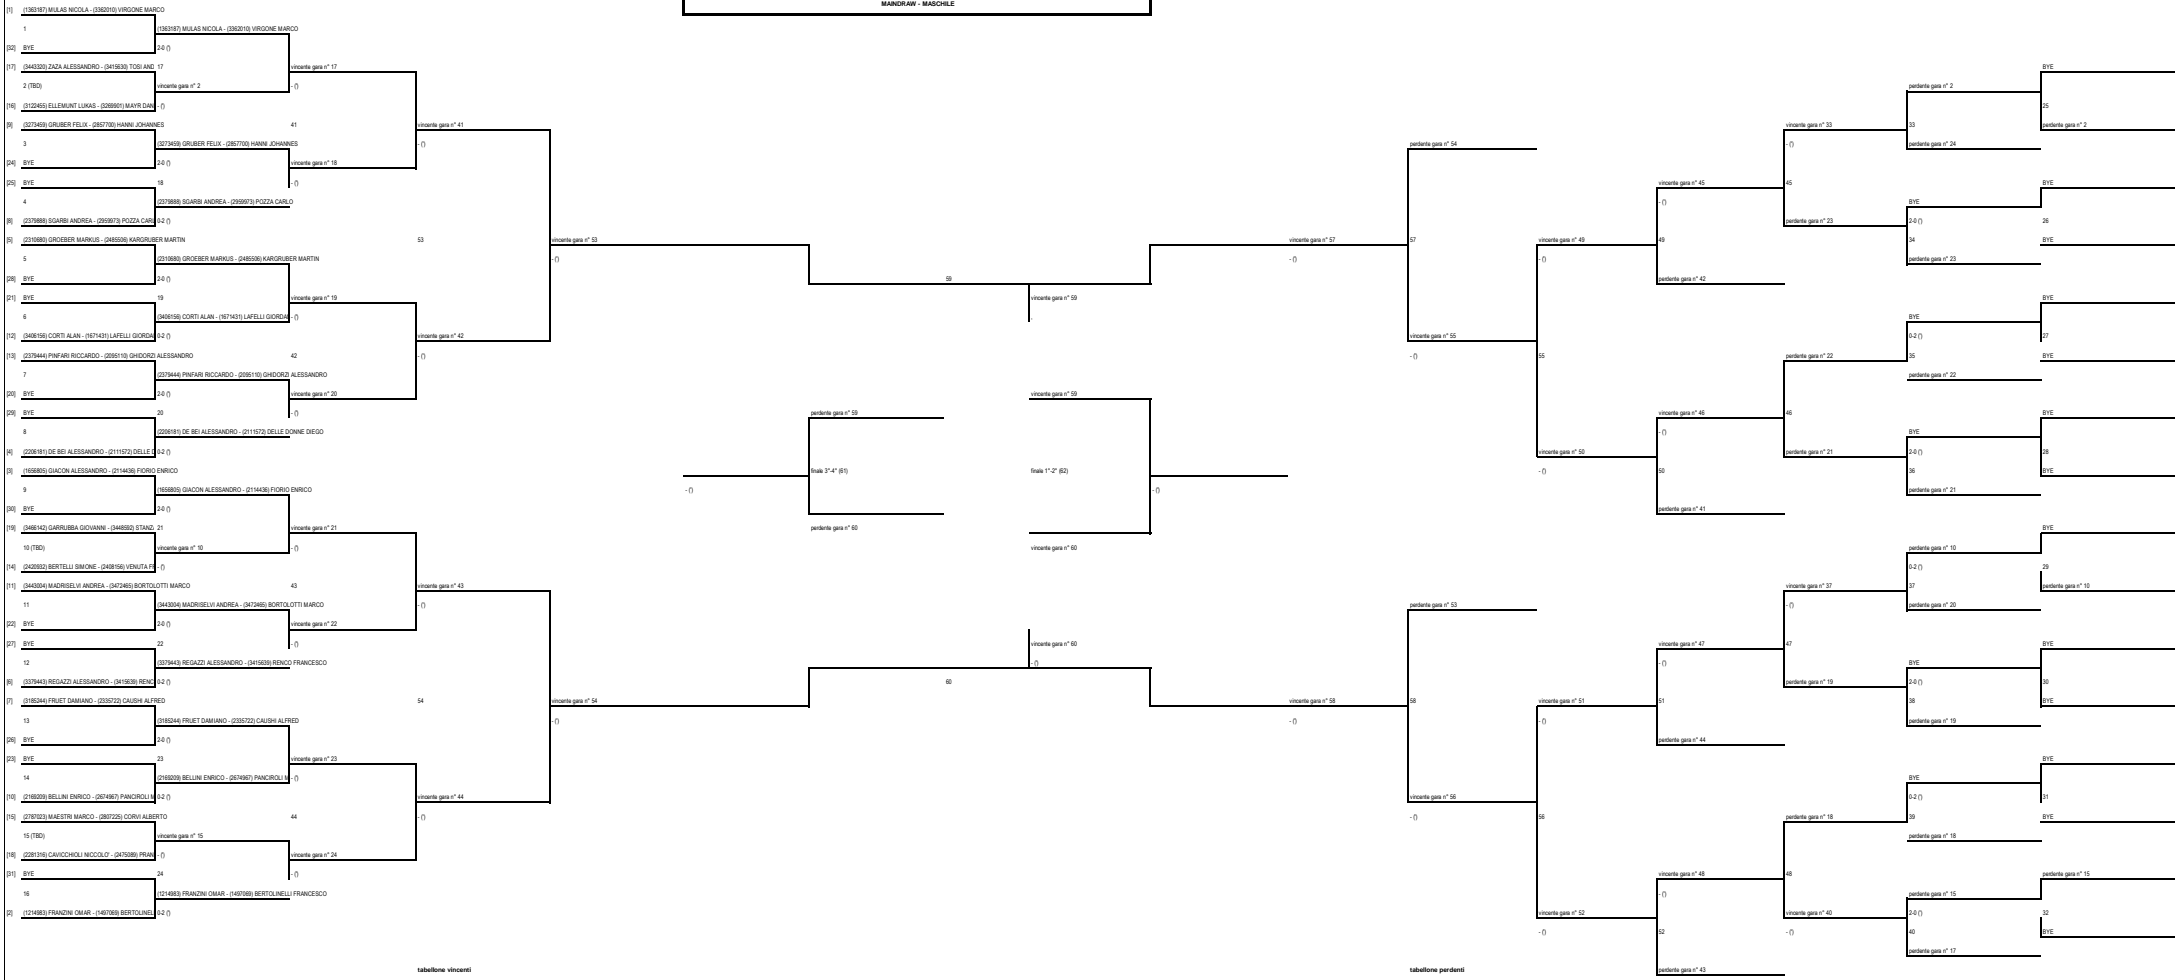 MAINDRAW - MASCHILE
[1] (1363187) MULAS NICOLA - (3362010) VIRGONE MARCO
1
(1363187) MULAS NICOLA - (3362010) VIRGONE MARCO
[32] BYE
2-0 (')
[17] (3443320) ZAZA ALESSANDRO - (3415630) TOSI AND
17
vincente gara n° 17
2 (TBD)
vincente gara n° 2
- (')
[16] (3122455) ELLEMUNT LUKAS - (3269901) MAYR DAN
- (')
[9] (3273459) GRUBER FELIX - (2857700) HANNI JOHANNES
41
vincente gara n° 41
3
(3273459) GRUBER FELIX - (2857700) HANNI JOHANNES
- (')
[24] BYE
2-0 (')
vincente gara n° 18
[25] BYE
18
- (')
4
(2379888) SGARBI ANDREA - (2959973) POZZA CARLO
[8] (2379888) SGARBI ANDREA - (2959973) POZZA CARL
0-2 (')
[5] (2310680) GROEBER MARKUS - (2485506) KARGRUBER MARTIN
53
vincente gara n° 53
5
(2310680) GROEBER MARKUS - (2485506) KARGRUBER MARTIN
- (')
[28] BYE
2-0 (')
[21] BYE
19
vincente gara n° 19
6
(3406156) CORTI ALAN - (1671431) LAFELLI GIORDA
- (')
[12] (3406156) CORTI ALAN - (1671431) LAFELLI GIORDA
0-2 (')
vincente gara n° 42
[13] (2379444) PINFARI RICCARDO - (2095110) GHIDORZI ALESSANDRO
42
- (')
7
(2379444) PINFARI RICCARDO - (2095110) GHIDORZI ALESSANDRO
[20] BYE
2-0 (')
vincente gara n° 20
[29] BYE
20
- (')
8
(2206181) DE BEI ALESSANDRO - (2111572) DELLE DONNE DIEGO
[4] (2206181) DE BEI ALESSANDRO - (2111572) DELLE D
0-2 (')
[3] (1656805) GIACON ALESSANDRO - (2114436) FIORIO ENRICO
9
(1656805) GIACON ALESSANDRO - (2114436) FIORIO ENRICO
[30] BYE
2-0 (')
[19] (3466142) GARRUBBA GIOVANNI - (3448592) STANZ
21
vincente gara n° 21
10 (TBD)
vincente gara n° 10
- (')
[14] (2420932) BERTELLI SIMONE - (2408156) VENUTA F
- (')
[11] (3443004) MADRISELVI ANDREA - (3472465) BORTOLOTTI MARCO
43
vincente gara n° 43
11
(3443004) MADRISELVI ANDREA - (3472465) BORTOLOTTI MARCO
- (')
[22] BYE
2-0 (')
vincente gara n° 22
[27] BYE
22
- (')
12
(3379443) REGAZZI ALESSANDRO - (3415639) RENCO FRANCESCO
[6] (3379443) REGAZZI ALESSANDRO - (3415639) RENC
0-2 (')
[7] (3185244) FRUET DAMIANO - (2335722) CAUSHI ALFRED
54
vincente gara n° 54
13
(3185244) FRUET DAMIANO - (2335722) CAUSHI ALFRED
- (')
[26] BYE
2-0 (')
[23] BYE
23
vincente gara n° 23
14
(2169209) BELLINI ENRICO - (2674967) PANCIROLI M
- (')
[10] (2169209) BELLINI ENRICO - (2674967) PANCIROLI M
0-2 (')
vincente gara n° 44
[15] (2787023) MAESTRI MARCO - (2807225) CORVI ALBERTO
44
- (')
15 (TBD)
vincente gara n° 15
[18] (2281316) CAVICCHIOLI NICCOLO' - (2475089) PRAN
- (')
vincente gara n° 24
[31] BYE
24
- (')
16
(1214983) FRANZINI OMAR - (1497069) BERTOLINELLI FRANCESCO
[2] (1214983) FRANZINI OMAR - (1497069) BERTOLINEL
0-2 (')
tabellone vincenti
59
vincente gara n° 59
-
perdente gara n° 59
vincente gara n° 59
finale 3°-4° (61)
finale 1°-2° (62)
- (')
- (')
perdente gara n° 60
vincente gara n° 60
vincente gara n° 60
- (')
60
vincente gara n° 57
- (')
vincente gara n° 58
- (')
perdente gara n° 54
57
vincente gara n° 55
- (')
perdente gara n° 53
58
vincente gara n° 56
- (')
vincente gara n° 49
- (')
55
vincente gara n° 50
- (')
vincente gara n° 51
- (')
56
vincente gara n° 52
- (')
vincente gara n° 45
- (')
49
perdente gara n° 42
vincente gara n° 46
- (')
50
perdente gara n° 41
vincente gara n° 47
- (')
51
perdente gara n° 44
vincente gara n° 48
- (')
52
perdente gara n° 43
vincente gara n° 33
- (')
45
perdente gara n° 23
perdente gara n° 22
46
perdente gara n° 21
vincente gara n° 37
- (')
47
perdente gara n° 19
perdente gara n° 18
48
vincente gara n° 40
- (')
perdente gara n° 2
33
perdente gara n° 24
BYE
2-0 (')
34
perdente gara n° 23
BYE
0-2 (')
35
perdente gara n° 22
BYE
2-0 (')
36
perdente gara n° 21
perdente gara n° 10
0-2 (')
37
perdente gara n° 20
BYE
2-0 (')
38
perdente gara n° 19
BYE
0-2 (')
39
perdente gara n° 18
perdente gara n° 15
2-0 (')
40
perdente gara n° 17
BYE
25
perdente gara n° 2
BYE
26
BYE
BYE
27
BYE
BYE
28
BYE
BYE
29
perdente gara n° 10
BYE
30
BYE
BYE
31
BYE
perdente gara n° 15
32
BYE
tabellone perdenti